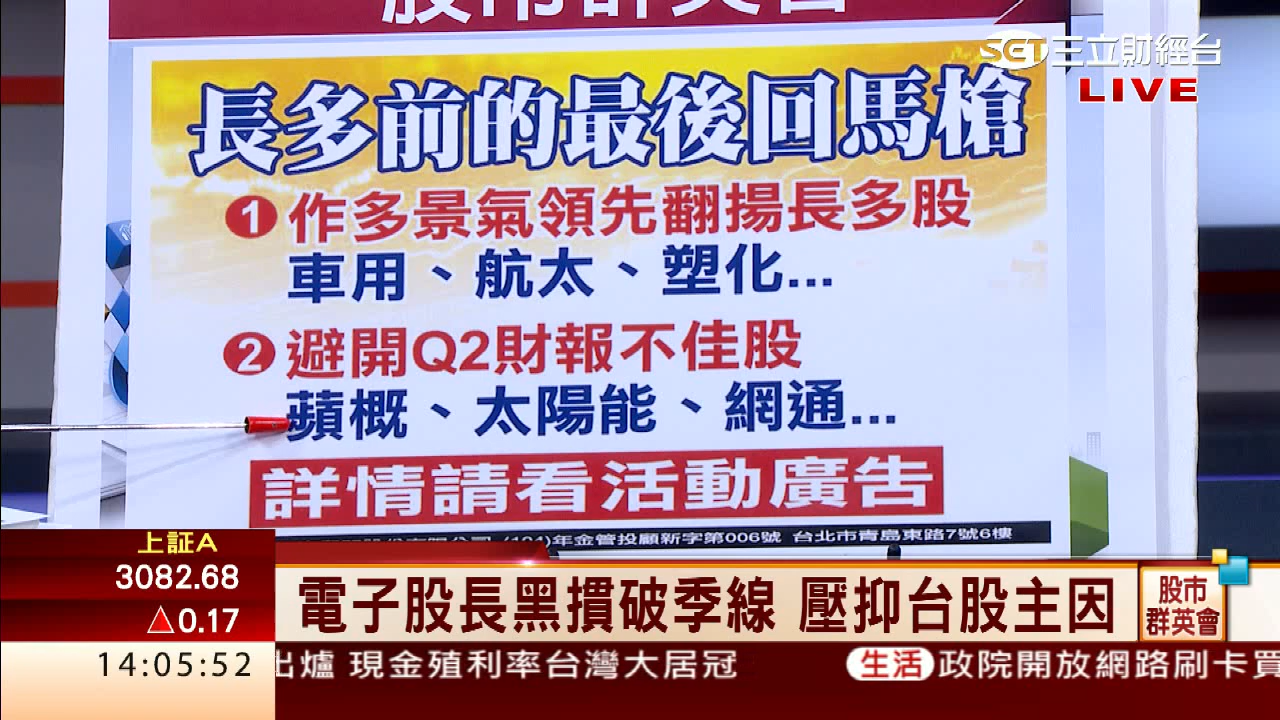 股市群英會
SET三立財經台
LIVE
長多前的最後回馬槍
1 作多景氣領先翻揚長多股
車用、航太、塑化...
2 避開Q2財報不佳股
蘋概、太陽能、網通...
詳情請看活動廣告
年金管投顧新字第006號 台北市青島東路7號6樓
上証A
3082.68
△0.17
電子股長黑摜破季線 壓抑台股主因
股市
群英會
14:05:52
出爐 現金殖利率台灣大居冠 生活 政院開放網路刷卡買